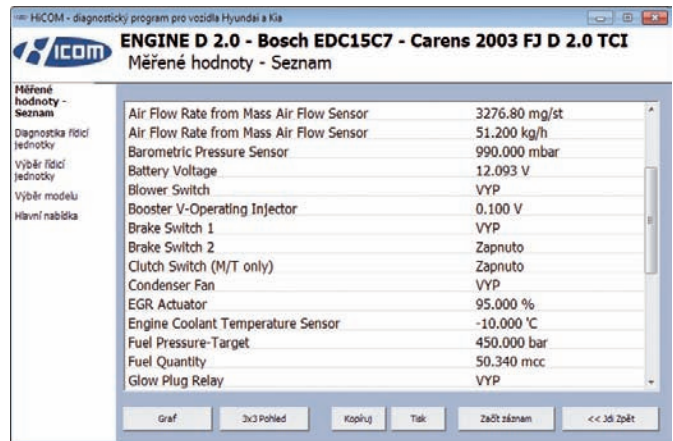 HiCOM - diagnostický program pro vozidla Hyundai a Kia
HICOM
ENGINE D 2.0 - Bosch EDC15C7 - Carens 2003 FJ D 2.0 TCI
Měřené hodnoty - Seznam
Měřené
hodnoty -
Seznam
Diagnostika řídicí
jednotky
Výběr řídicí
jednotky
Výběr modelu
Hlavní nabídka
Air Flow Rate from Mass Air Flow Sensor 3276.80 mg/st
Air Flow Rate from Mass Air Flow Sensor 51.200 kg/h
Barometric Pressure Sensor 990.000 mbar
Battery Voltage 12.093 V
Blower Switch VYP
Booster V-Operating Injector 0.100 V
Brake Switch 1 VYP
Brake Switch 2 Zapnuto
Clutch Switch (M/T only) Zapnuto
Condenser Fan VYP
EGR Actuator 95.000 %
Engine Coolant Temperature Sensor -10.000 'C
Fuel Pressure-Target 450.000 bar
Fuel Quantity 50.340 mcc
Glow Plug Relay VYP
Graf 3x3 Pohled Kopíruj Tisk Začít záznam << Jdi Zpět